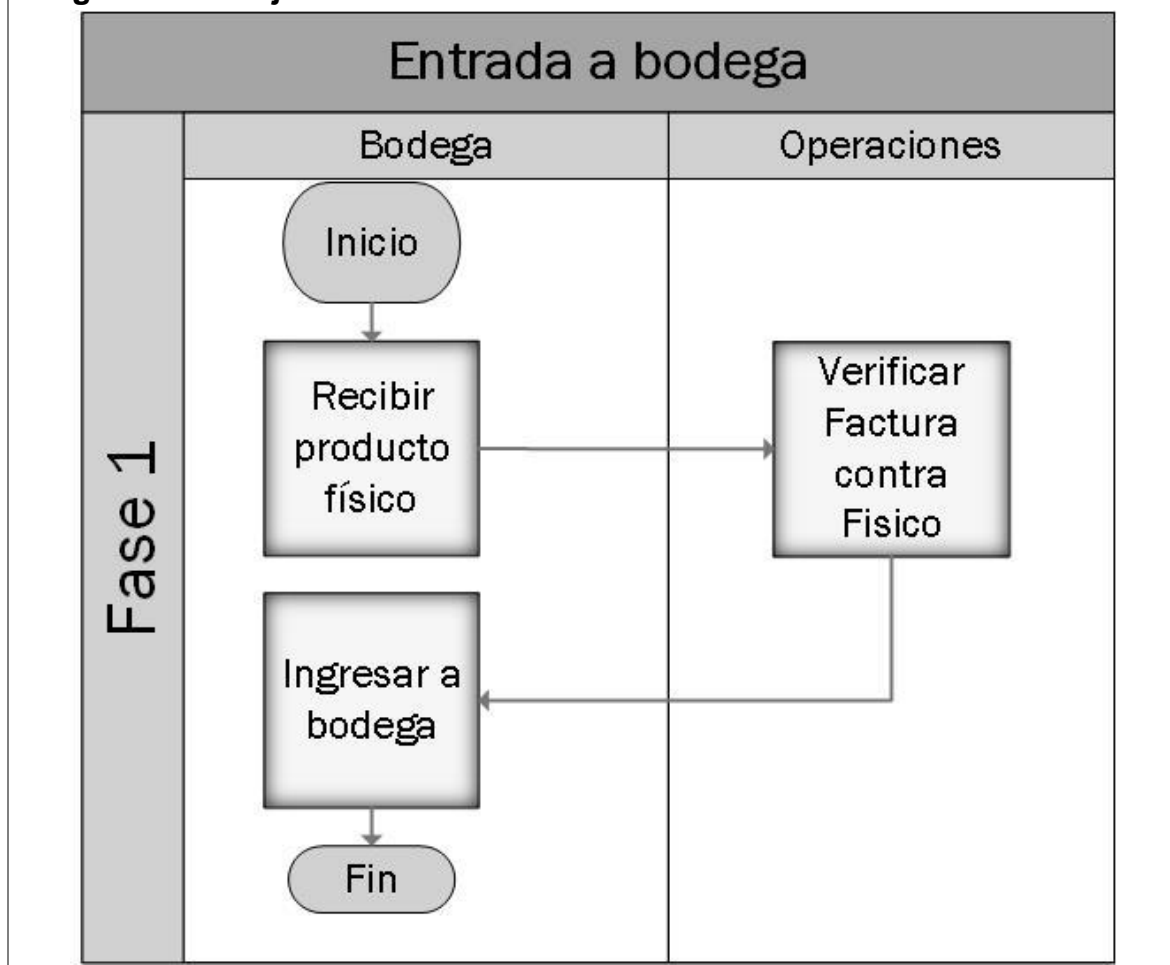 Entrada a bodega
Bodega
Operaciones
Fase 1
Inicio
Recibir
producto
físico
Verificar
Factura
contra
Fisico
Ingresar a
bodega
Fin